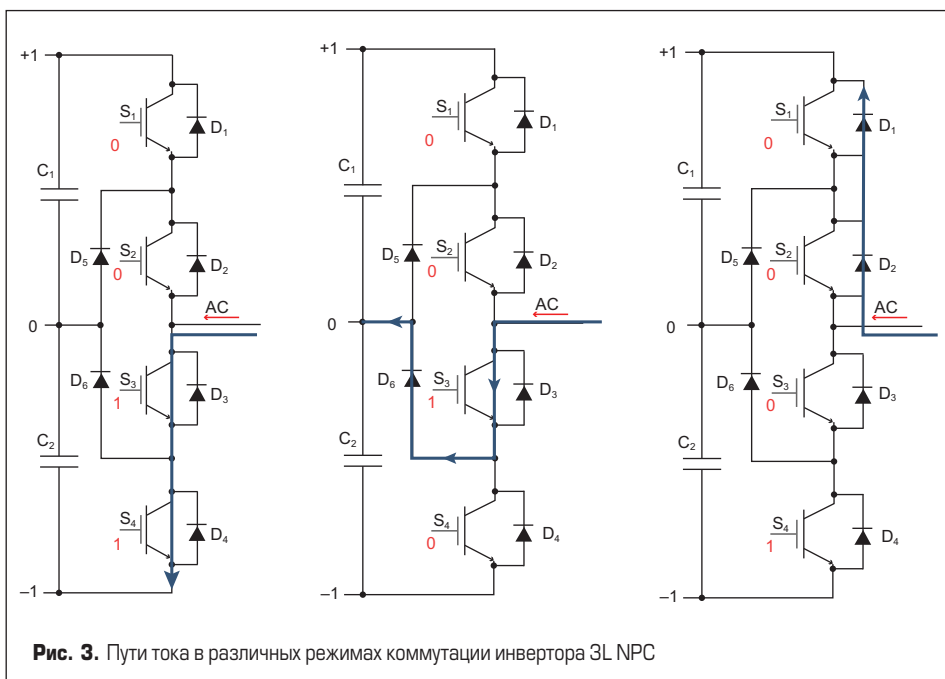 +1
S₁
D₁
0
C₁
S₂
D₅
D₂
0
AC
0
D₆
S₃
D₃
1
C₂
S₄
D₄
1
–1
+1
S₁
D₁
0
C₁
S₂
D₅
D₂
0
AC
0
D₆
S₃
D₃
1
C₂
S₄
D₄
0
–1
+1
S₁
D₁
0
C₁
S₂
D₅
D₂
0
AC
0
D₆
S₃
D₃
0
C₂
S₄
D₄
1
–1
Рис. 3. Пути тока в различных режимах коммутации инвертора 3L NPC